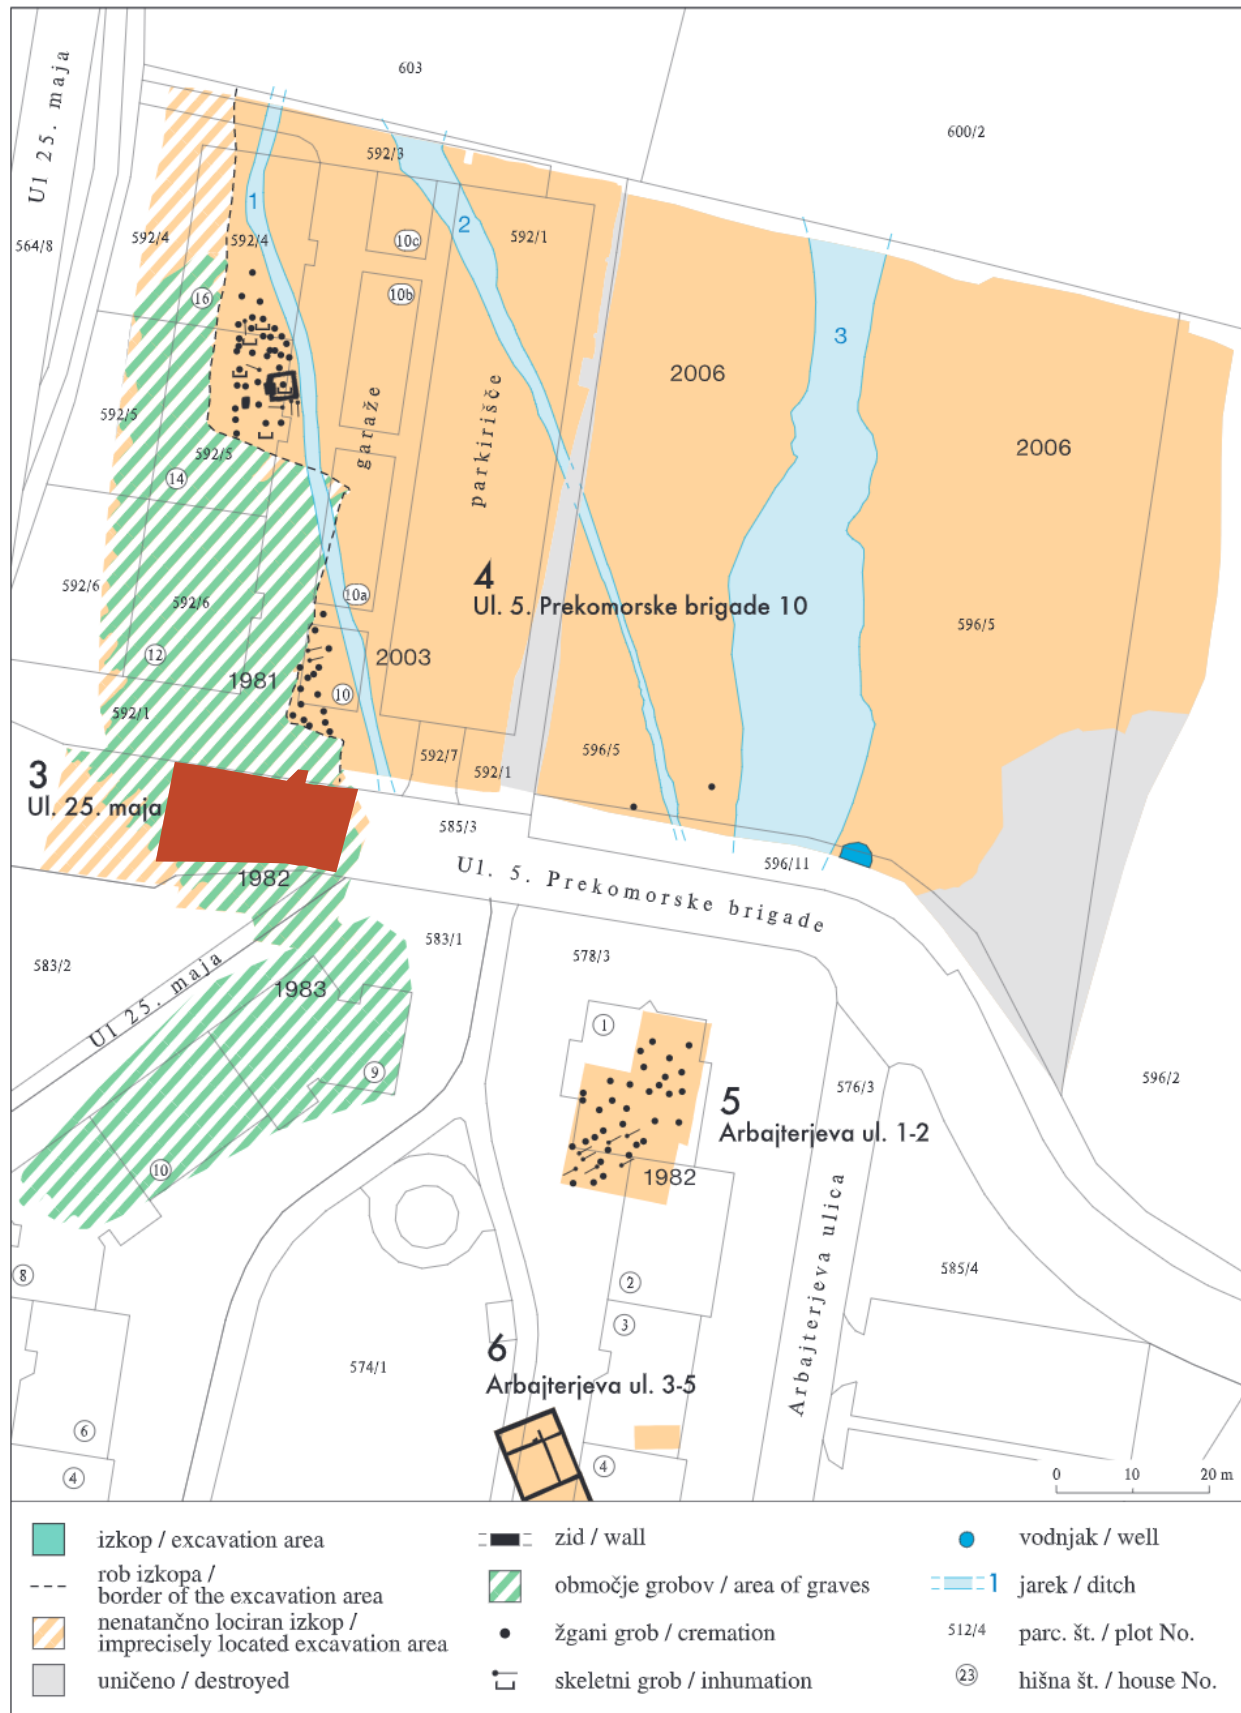 603
600/2
Ul 25. maja
564/8
592/3
1
2
592/4
592/4
10c
592/1
16
10b
3
2006
2006
garaže
parkirišče
592/5
592/5
14
4
Ul. 5. Prekomorske brigade 10
10a
592/6
592/6
596/5
12
2003
1981
10
592/1
596/5
592/7
592/1
3
Ul. 25. maja
585/3
596/11
Ul. 5. Prekomorske brigade
1982
583/1
578/3
583/2
Ul 25. maja
1983
1
9
576/3
596/2
5
Arbajterjeva ul. 1-2
10
1982
Arbajterjeva ulica
8
2
585/4
3
6
574/1
Arbajterjeva ul. 3-5
6
4
4
0 10 20 m
izkop / excavation area
rob izkopa /
border of the excavation area
nenatančno lociran izkop /
imprecisely located excavation area
uničeno / destroyed
zid / wall
območje grobov / area of graves
žgani grob / cremation
skeletni grob / inhumation
vodnjak / well
1 jarek / ditch
512/4 parc. št. / plot No.
23 hišna št. / house No.